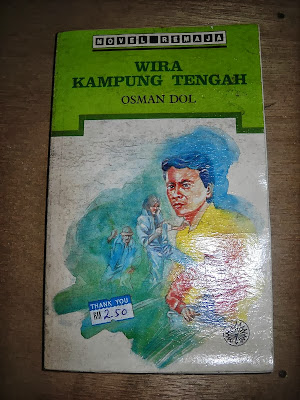 NOVEL REMAJA
WIRA
KAMPUNG TENGAH
OSMAN DOL
THANK YOU
RM 2.50